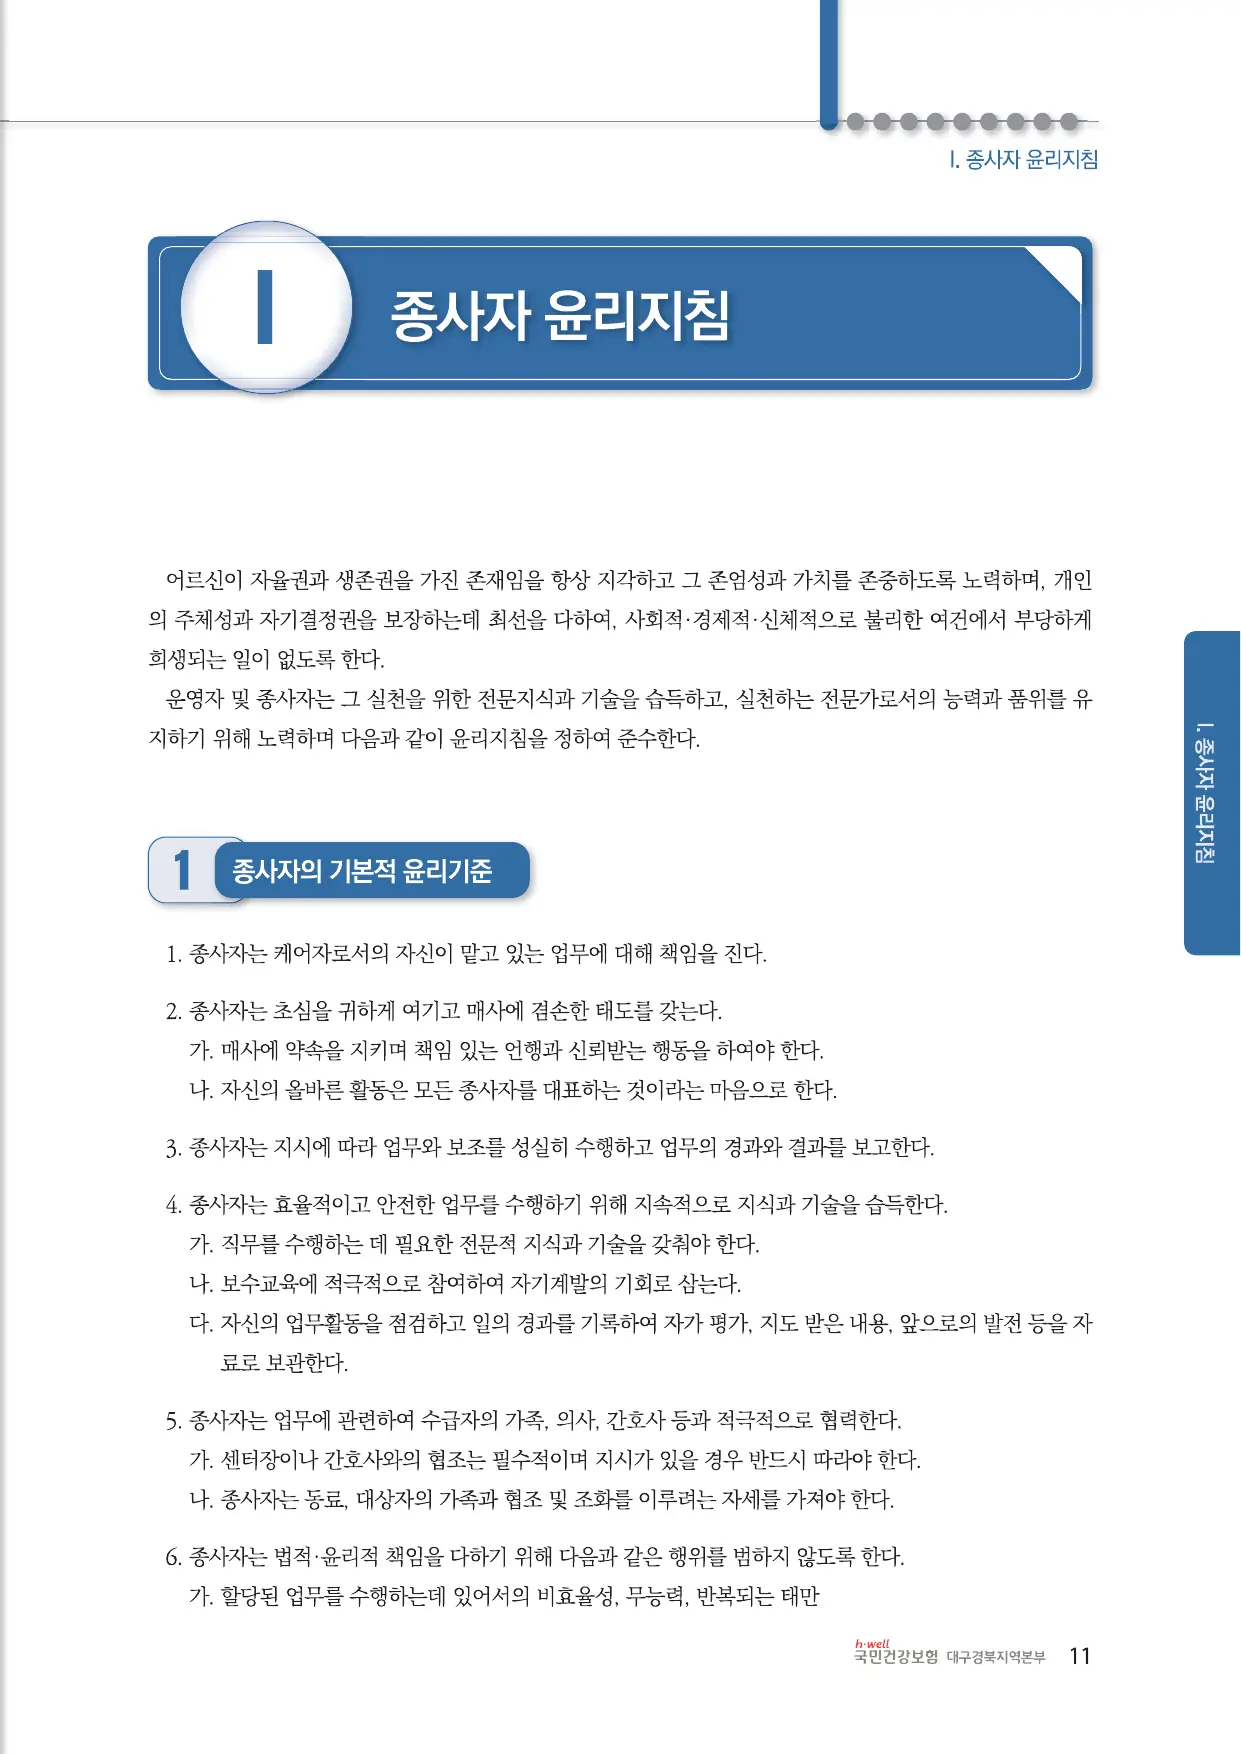 I. 종사자 윤리지침
I
종사자 윤리지침
어르신이 자율권과 생존권을 가진 존재임을 항상 지각하고 그 존엄성과 가치를 존중하도록 노력하며, 개인
의 주체성과 자기결정권을 보장하는데 최선을 다하여, 사회적·경제적·신체적으로 불리한 여건에서 부당하게
희생되는 일이 없도록 한다.
운영자 및 종사자는 그 실천을 위한 전문지식과 기술을 습득하고, 실천하는 전문가로서의 능력과 품위를 유
지하기 위해 노력하며 다음과 같이 윤리지침을 정하여 준수한다.
I. 종사자 윤리지침
1 종사자의 기본적 윤리기준
1. 종사자는 케어자로서의 자신이 맡고 있는 업무에 대해 책임을 진다.
2. 종사자는 초심을 귀하게 여기고 매사에 겸손한 태도를 갖는다.
가. 매사에 약속을 지키며 책임 있는 언행과 신뢰받는 행동을 하여야 한다.
나. 자신의 올바른 활동은 모든 종사자를 대표하는 것이라는 마음으로 한다.
3. 종사자는 지시에 따라 업무와 보조를 성실히 수행하고 업무의 경과와 결과를 보고한다.
4. 종사자는 효율적이고 안전한 업무를 수행하기 위해 지속적으로 지식과 기술을 습득한다.
가. 직무를 수행하는 데 필요한 전문적 지식과 기술을 갖춰야 한다.
나. 보수교육에 적극적으로 참여하여 자기계발의 기회로 삼는다.
다. 자신의 업무활동을 점검하고 일의 경과를 기록하여 자가 평가, 지도 받은 내용, 앞으로의 발전 등을 자
료로 보관한다.
5. 종사자는 업무에 관련하여 수급자의 가족, 의사, 간호사 등과 적극적으로 협력한다.
가. 센터장이나 간호사와의 협조는 필수적이며 지시가 있을 경우 반드시 따라야 한다.
나. 종사자는 동료, 대상자의 가족과 협조 및 조화를 이루려는 자세를 가져야 한다.
6. 종사자는 법적·윤리적 책임을 다하기 위해 다음과 같은 행위를 범하지 않도록 한다.
가. 할당된 업무를 수행하는데 있어서의 비효율성, 무능력, 반복되는 태만
h·well
국민건강보험 대구경북지역본부 11